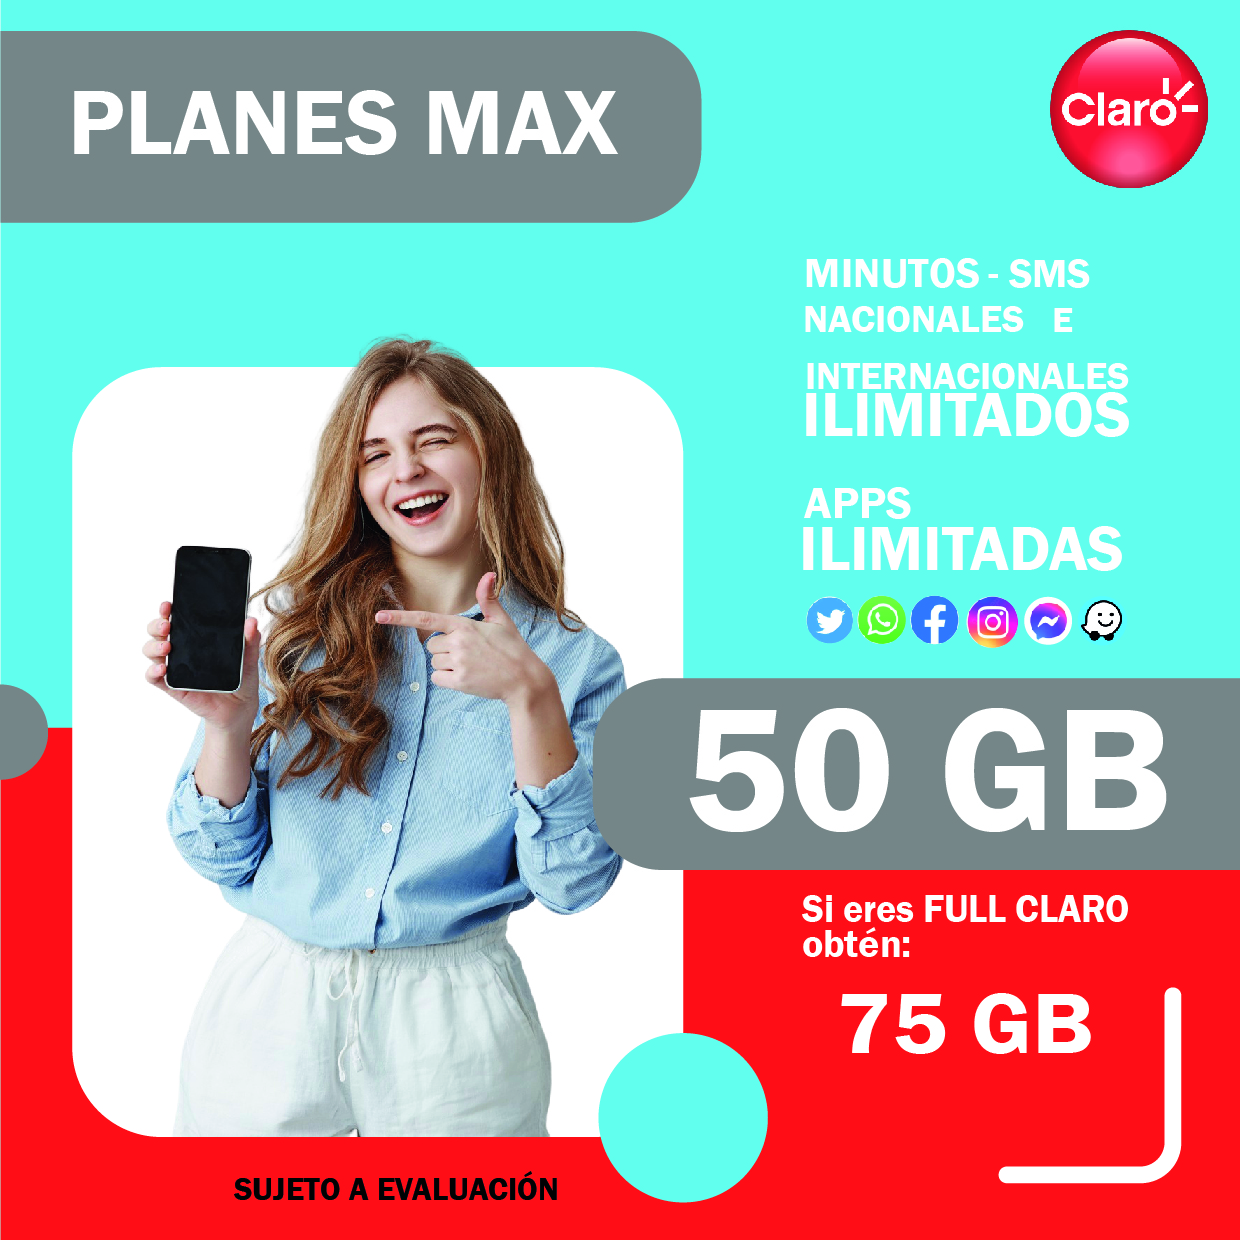 PLANES MAX
Claro
MINUTOS - SMS
NACIONALES E
INTERNACIONALES
ILIMITADOS
APPS
ILIMITADAS
50 GB
Si eres FULL CLARO
obtén:
75 GB
SUJETO A EVALUACIÓN